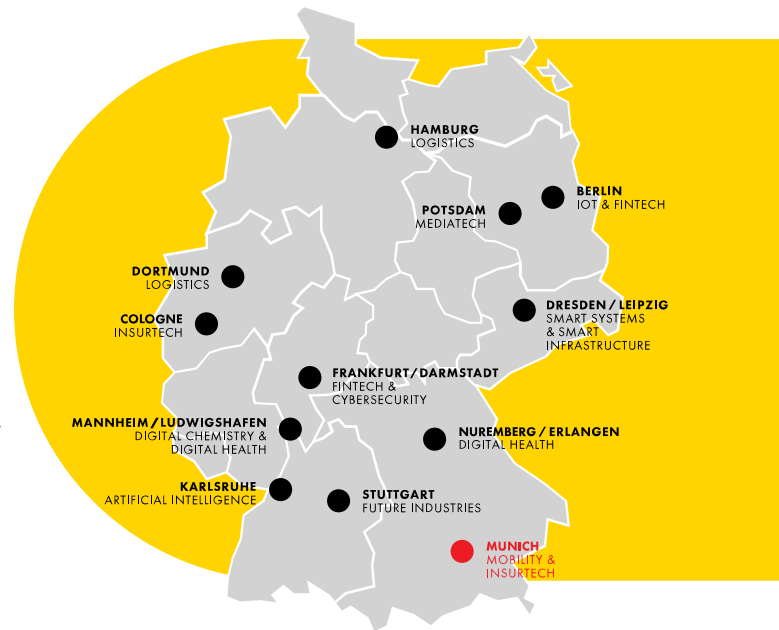 HAMBURG
LOGISTICS
BERLIN
IOT & FINTECH
POTSDAM
MEDIATECH
DORTMUND
LOGISTICS
COLOGNE
INSURTECH
DRESDEN / LEIPZIG
SMART SYSTEMS
& SMART
INFRASTRUCTURE
FRANKFURT / DARMSTADT
FINTECH &
CYBERSECURITY
MANNHEIM / LUDWIGSHAFEN
DIGITAL CHEMISTRY &
DIGITAL HEALTH
NUREMBERG / ERLANGEN
DIGITAL HEALTH
KARLSRUHE
ARTIFICIAL INTELLIGENCE
STUTTGART
FUTURE INDUSTRIES
MUNICH
MOBILITY &
INSURTECH